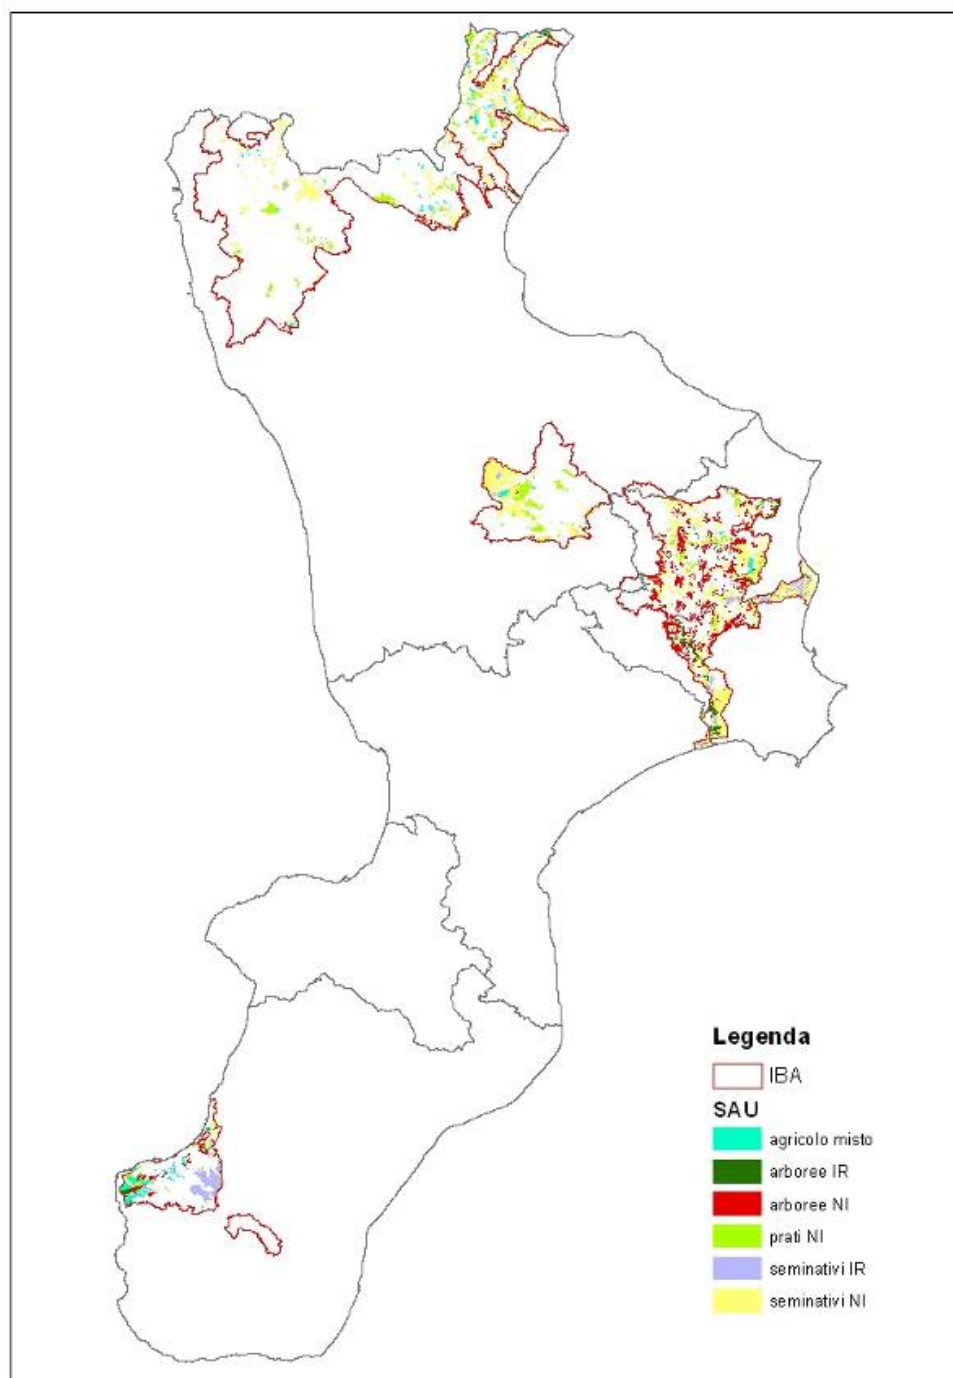 Legenda
IBA
SAU
agricolo misto
arboree IR
arboree NI
prati NI
seminativi IR
seminativi NI